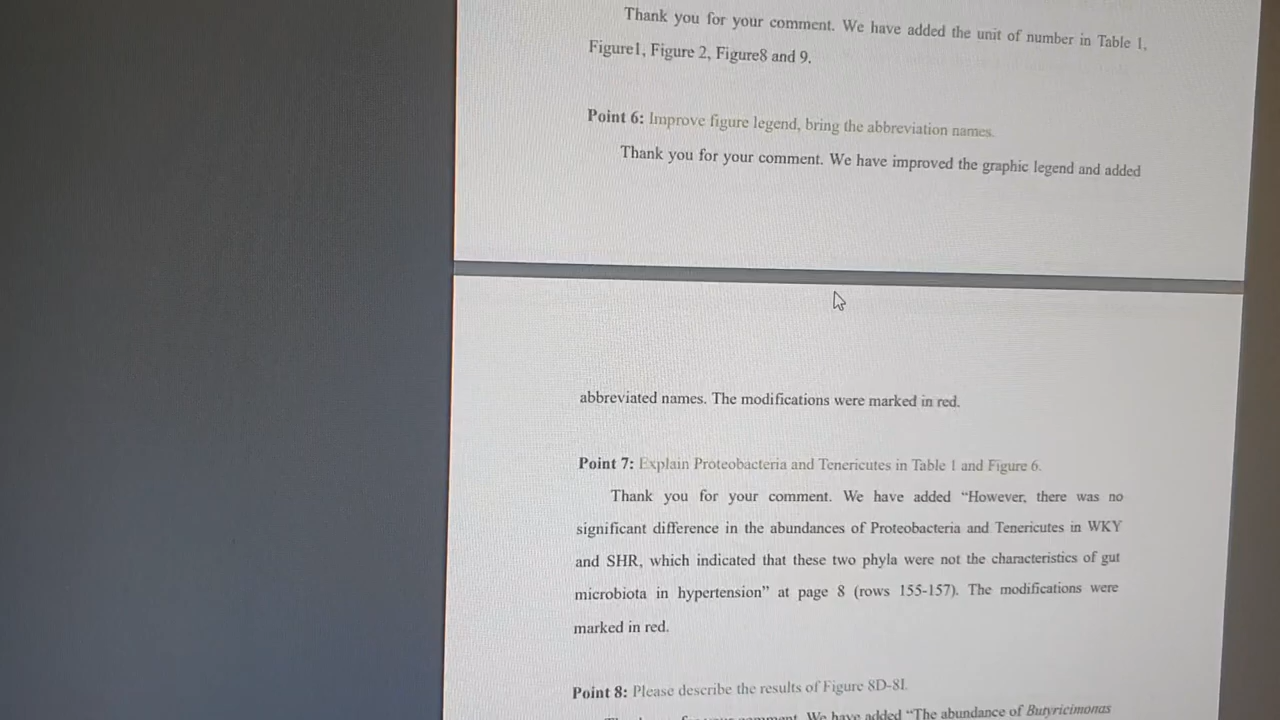 Thank you for your comment. We have added the unit of number in Table 1,
Figure1, Figure 2, Figure8 and 9.
Point 6: Improve figure legend, bring the abbreviation names.
Thank you for your comment. We have improved the graphic legend and added
abbreviated names. The modifications were marked in red.
Point 7: Explain Proteobacteria and Tenericutes in Table 1 and Figure 6.
Thank you for your comment. We have added “However, there was no
significant difference in the abundances of Proteobacteria and Tenericutes in WKY
and SHR, which indicated that these two phyla were not the characteristics of gut
microbiota in hypertension” at page 8 (rows 155-157). The modifications were
marked in red.
Point 8: Please describe the results of Figure 8D-8I.
We have added “The abundance of Butyricimonas